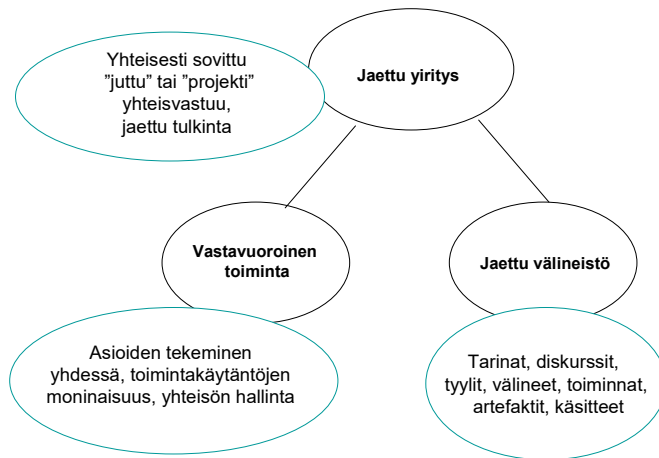 Yhteisesti sovittu
”juttu” tai ”projekti”
yhteisvastuu,
jaettu tulkinta
Jaettu yiritys
Vastavuoroinen
toiminta
Jaettu välineistö
Asioiden tekeminen
yhdessä, toimintakäytäntöjen
moninaisuus, yhteisön hallinta
Tarinat, diskurssit,
tyylit, välineet, toiminnat,
artefaktit, käsitteet